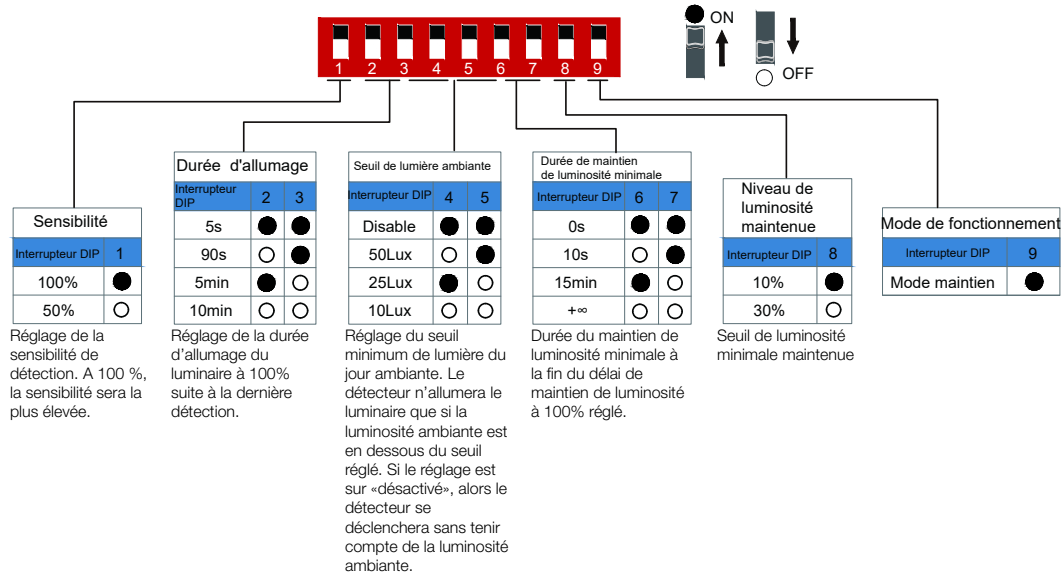 1 2 3 4 5 6 7 8 9
ON
OFF
Sensibilité
Interrupteur DIP 1
100%
50%
Réglage de la
sensibilité de
détection. A 100 %,
la sensibilité sera la
plus élevée.
Durée d'allumage
Interrupteur
DIP 2 3
5s
90s
5min
10min
Réglage de la durée
d’allumage du
luminaire à 100%
suite à la dernière
détection.
Seuil de lumière ambiante
Interrupteur DIP 4 5
Disable
50Lux
25Lux
10Lux
Réglage du seuil
minimum de lumière du
jour ambiante. Le
détecteur n’allumera le
luminaire que si la
luminosité ambiante est
en dessous du seuil
réglé. Si le réglage est
sur «désactivé», alors le
détecteur se
déclenchera sans tenir
compte de la luminosité
ambiante.
Durée de maintien
de luminosité minimale
Interrupteur DIP 6 7
0s
10s
15min
+∞
Durée du maintien de
luminosité minimale à
la fin du délai de
maintien de luminosité
à 100% réglé.
Niveau de
luminosité
maintenue
Interrupteur DIP 8
10%
30%
Seuil de luminosité
minimale maintenue
Mode de fonctionnement
Interrupteur DIP 9
Mode maintien